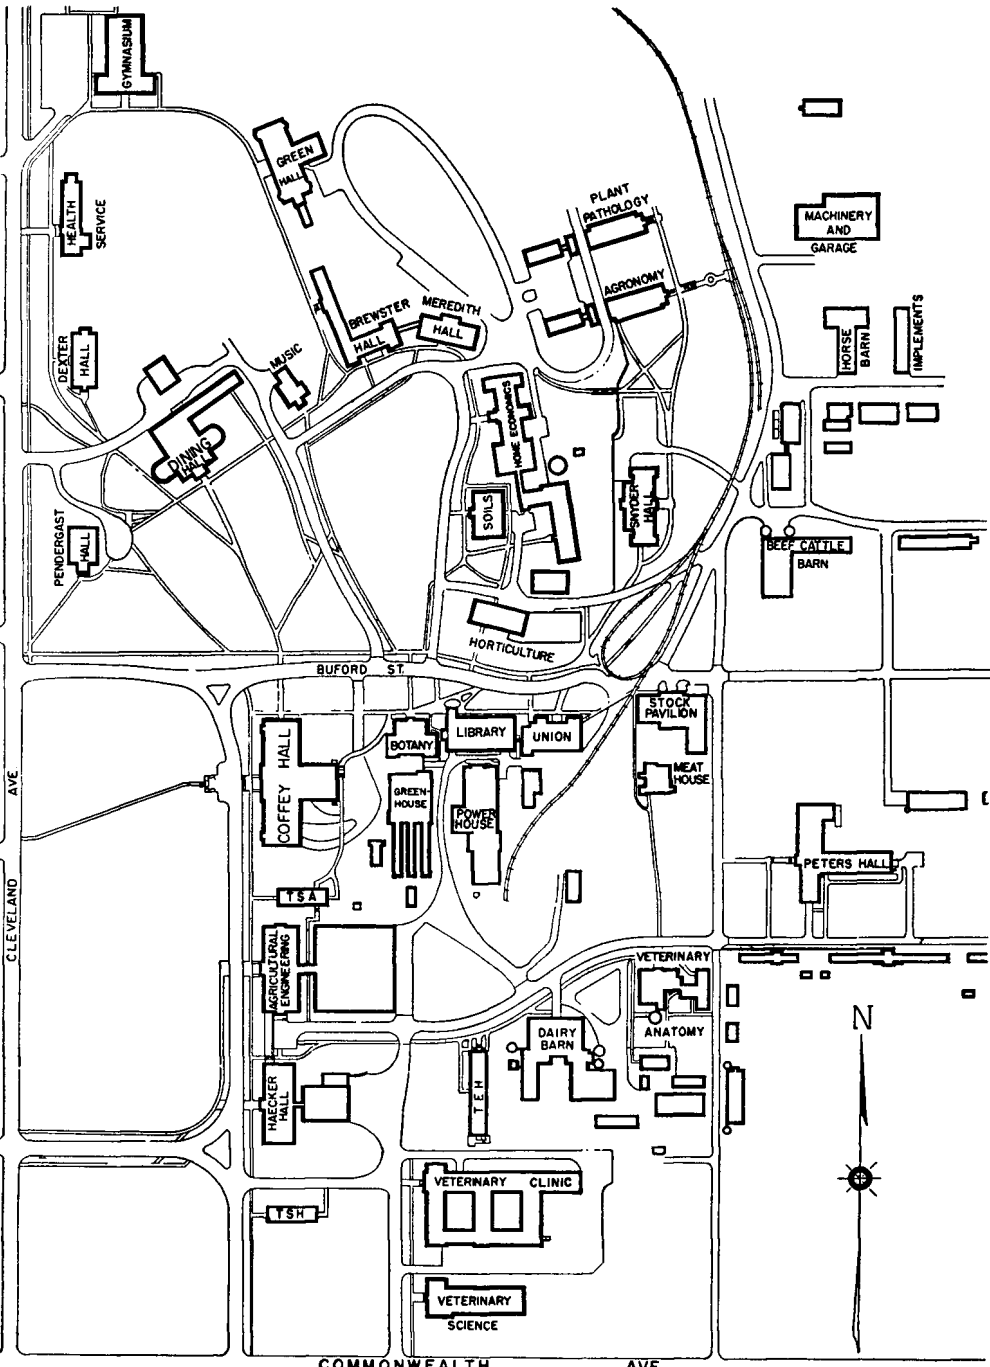 GYMNASIUM
GREEN
HALL
HEALTH
SERVICE
PLANT
PATHOLOGY
MACHINERY
AND
GARAGE
AGRONOMY
BREWSTER
HALL
MEREDITH
HALL
HORSE
BARN
IMPLEMENTS
DEXTER
HALL
MUSIC
DINING
HALL
HOME ECONOMICS
SOILS
SNYDER
HALL
PENDERGAST
HALL
BEEF CATTLE
BARN
HORTICULTURE
BUFORD ST.
STOCK
PAVILION
COFFEY HALL
BOTANY
LIBRARY
UNION
MEAT
HOUSE
GREEN-
HOUSE
POWER
HOUSE
CLEVELAND AVE
PETERS HALL
TSA
AGRICULTURAL
ENGINEERING
VETERINARY
ANATOMY
N
DAIRY
BARN
TEH
HAECKER
HALL
VETERINARY CLINIC
TSH
VETERINARY
SCIENCE
COMMONWEALTH AVE